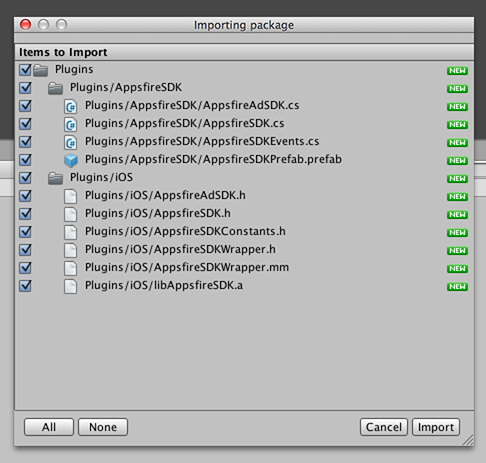 Importing package
Items to Import
Plugins NEW
Plugins/AppsfireSDK NEW
C# Plugins/AppsfireSDK/AppsfireAdSDK.cs NEW
C# Plugins/AppsfireSDK/AppsfireSDK.cs NEW
C# Plugins/AppsfireSDK/AppsfireSDKEvents.cs NEW
Plugins/AppsfireSDK/AppsfireSDKPrefab.prefab NEW
Plugins/iOS NEW
Plugins/iOS/AppsfireAdSDK.h NEW
Plugins/iOS/AppsfireSDK.h NEW
Plugins/iOS/AppsfireSDKConstants.h NEW
Plugins/iOS/AppsfireSDKWrapper.h NEW
Plugins/iOS/AppsfireSDKWrapper.mm NEW
Plugins/iOS/libAppsfireSDK.a NEW
All None Cancel Import